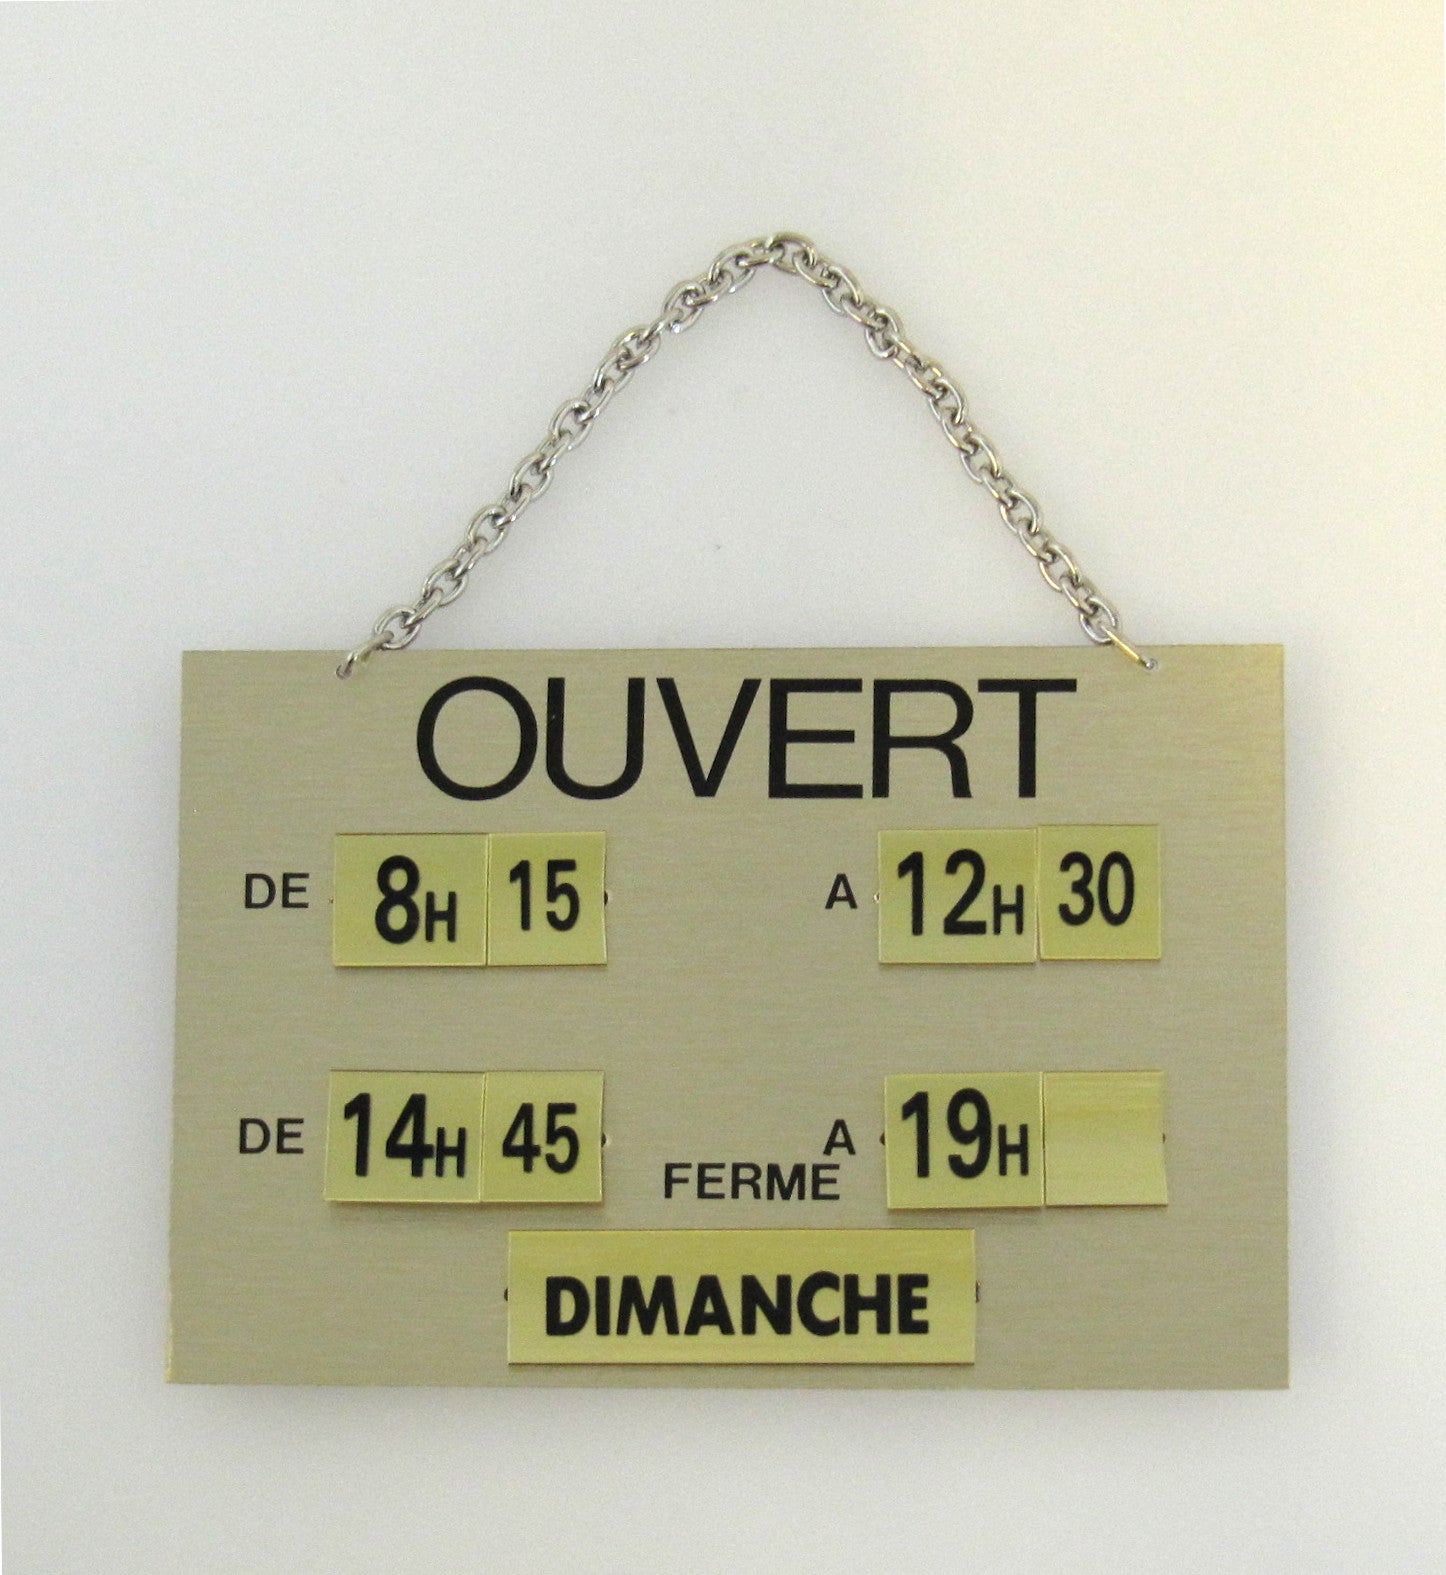 OUVERT
DE 8H 15 A 12H 30
DE 14H 45 A 19H
FERME
DIMANCHE